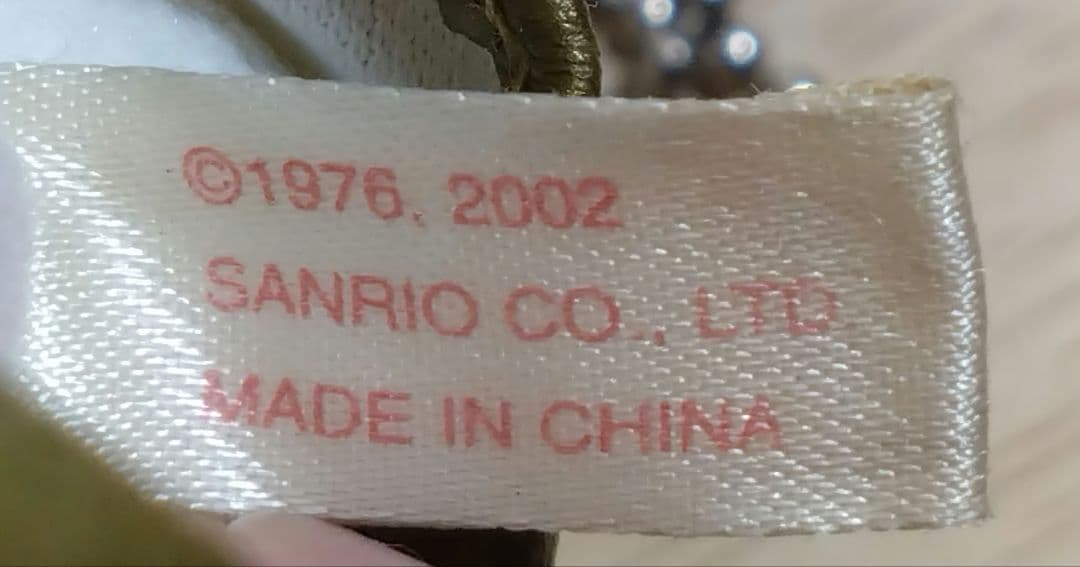 ©1976, 2002
SANRIO CO., LTD
MADE IN CHINA